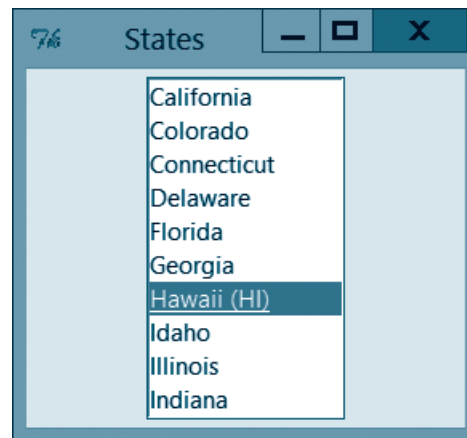 States
California
Colorado
Connecticut
Delaware
Florida
Georgia
Hawaii (HI)
Idaho
Illinois
Indiana